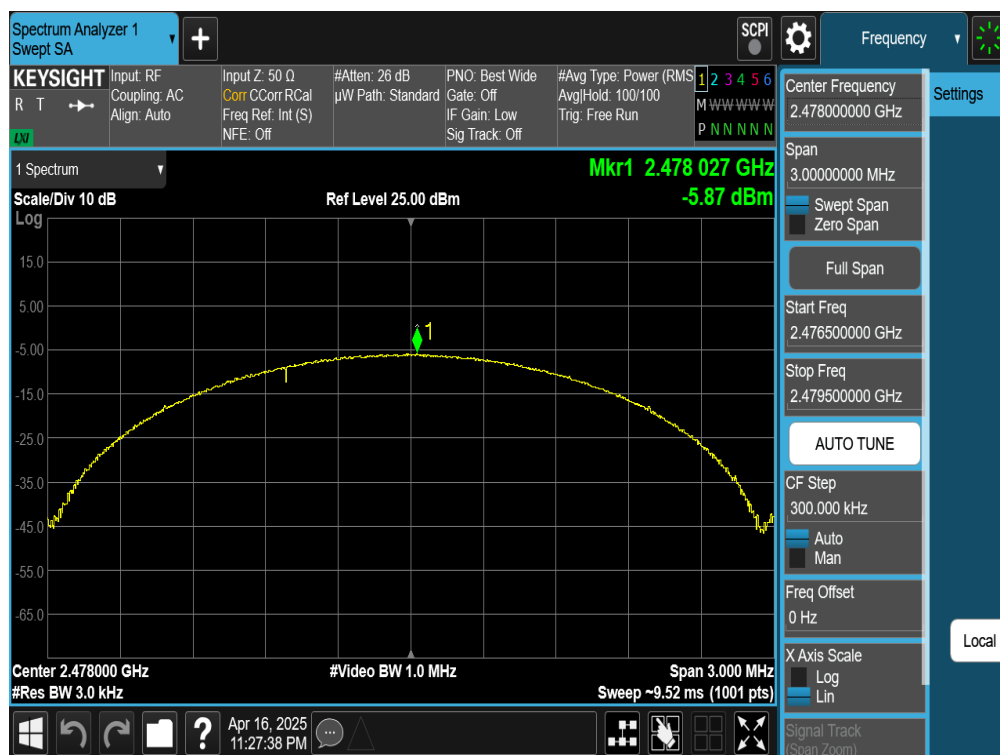 Spectrum Analyzer 1
Swept SA
+
SCPI
Frequency
Settings
KEYSIGHT
R T
LXI
Input: RF
Coupling: AC
Align: Auto
Input Z: 50 Ω
Corr CCorr RCal
Freq Ref: Int (S)
NFE: Off
#Atten: 26 dB
µW Path: Standard
PNO: Best Wide
Gate: Off
IF Gain: Low
Sig Track: Off
#Avg Type: Power (RMS
Avg|Hold: 100/100
Trig: Free Run
1 2 3 4 5 6
M W W W W W
P N N N N N
1 Spectrum
Scale/Div 10 dB
Ref Level 25.00 dBm
Mkr1 2.478 027 GHz
-5.87 dBm
Log
15.0
5.00
-5.00
-15.0
-25.0
-35.0
-45.0
-55.0
-65.0
1
Center 2.478000 GHz
#Video BW 1.0 MHz
Span 3.000 MHz
#Res BW 3.0 kHz
Sweep ~9.52 ms (1001 pts)
Center Frequency
2.478000000 GHz
Span
3.00000000 MHz
Swept Span
Zero Span
Full Span
Start Freq
2.476500000 GHz
Stop Freq
2.479500000 GHz
AUTO TUNE
CF Step
300.000 kHz
Auto
Man
Freq Offset
0 Hz
X Axis Scale
Log
Lin
Signal Track
(Span Zoom)
Local
?
Apr 16, 2025
11:27:38 PM